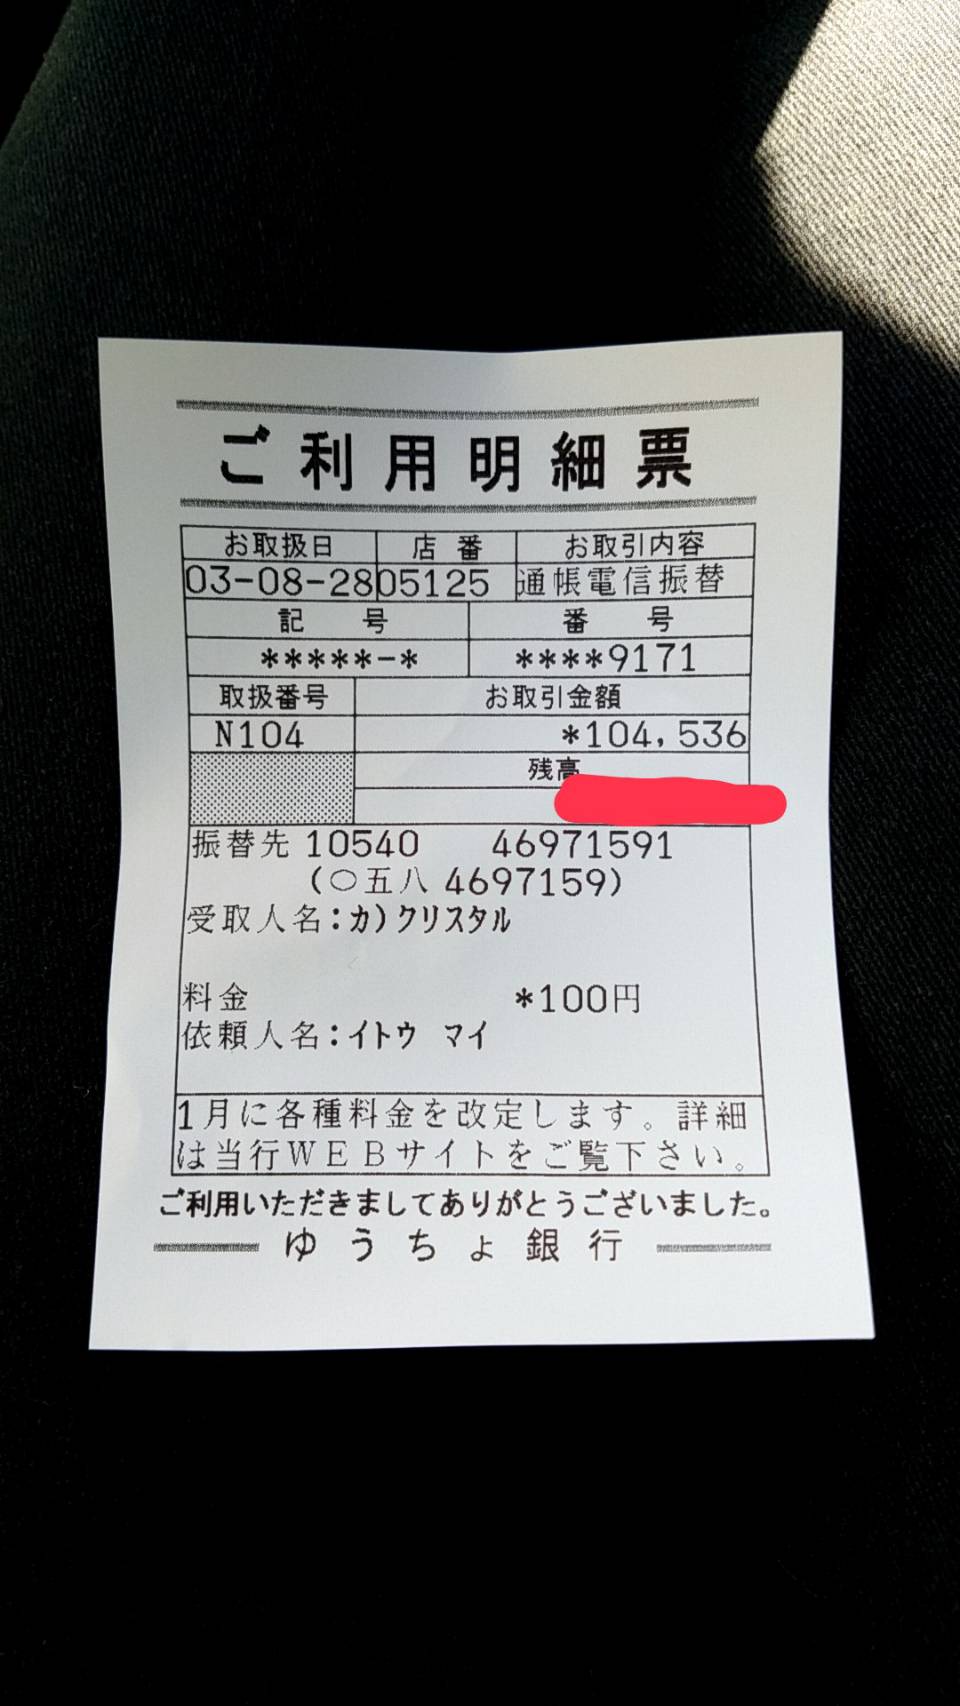 ご利用明細票
お取扱日 店番 お取引内容
03-08-28 05125 通帳電信振替
記号 番号
*****-* ****9171
取扱番号 お取引金額
N104 *104,536
残高
振替先 10540 46971591
(〇五八 4697159)
受取人名:カ)クリスタル
料金 *100円
依頼人名:イトウ マイ
1月に各種料金を改定します。詳細
は当行WEBサイトをご覧下さい。
ご利用いただきましてありがとうございました。
ゆうちょ銀行